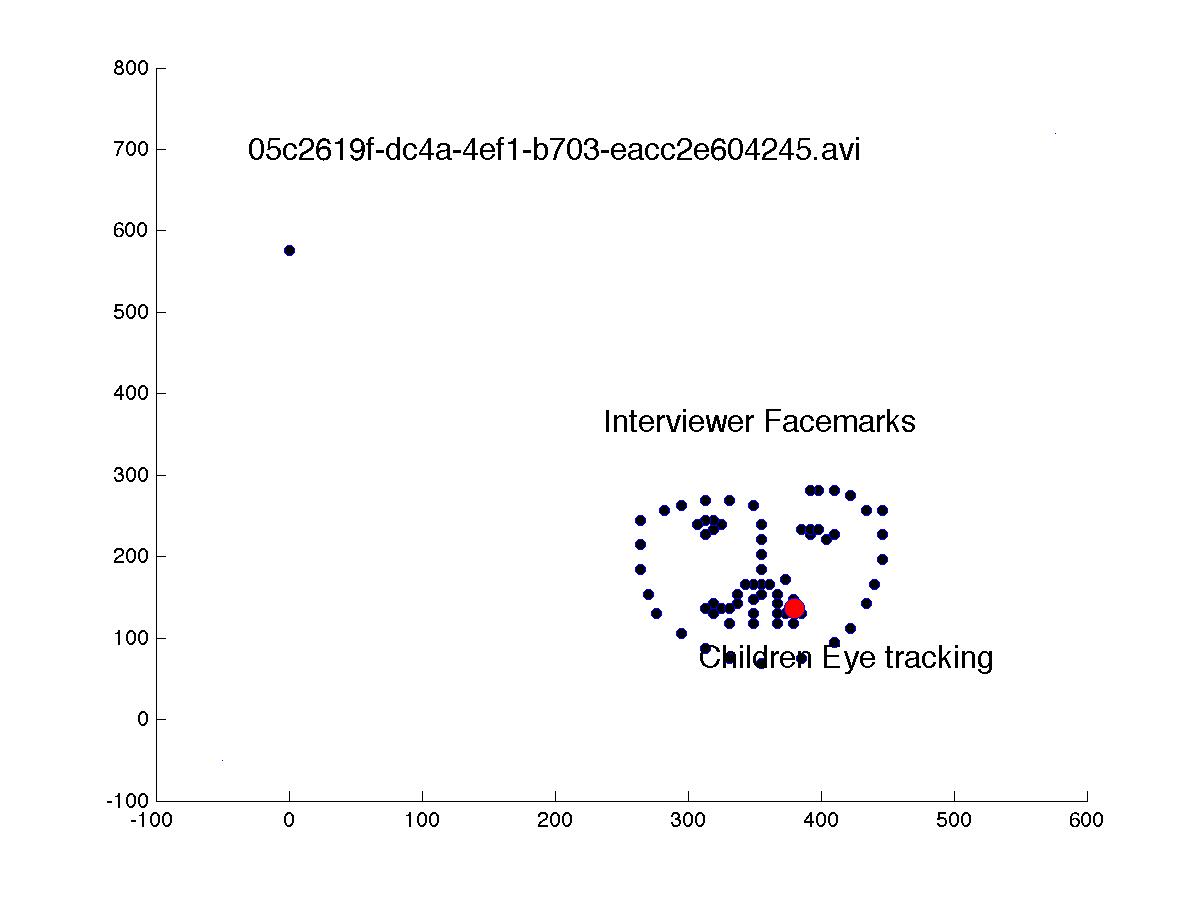 800
05c2619f-dc4a-4ef1-b703-eacc2e604245.avi
700
600
500
400
Interviewer Facemarks
300
200
100
Children Eye tracking
0
-100
-100 0 100 200 300 400 500 600